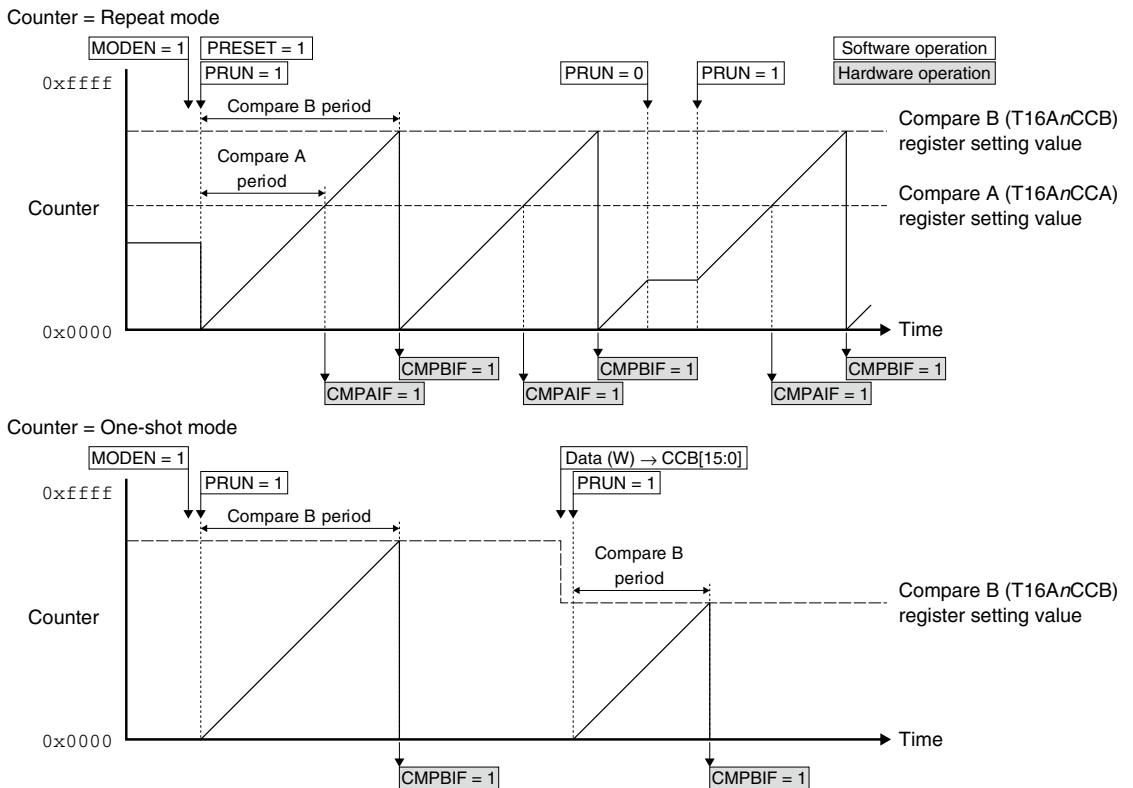 Counter = Repeat mode
MODEN = 1
PRESET = 1
PRUN = 1
PRUN = 0
PRUN = 1
Software operation
Hardware operation
0xffff
Compare B period
Compare B (T16AnCCB)
register setting value
Compare A
period
Compare A (T16AnCCA)
register setting value
Counter
0x0000
Time
CMPBIF = 1
CMPBIF = 1
CMPBIF = 1
CMPAIF = 1
CMPAIF = 1
CMPAIF = 1
Counter = One-shot mode
MODEN = 1
PRUN = 1
Data (W) → CCB[15:0]
PRUN = 1
0xffff
Compare B period
Compare B
period
Compare B (T16AnCCB)
register setting value
Counter
0x0000
Time
CMPBIF = 1
CMPBIF = 1